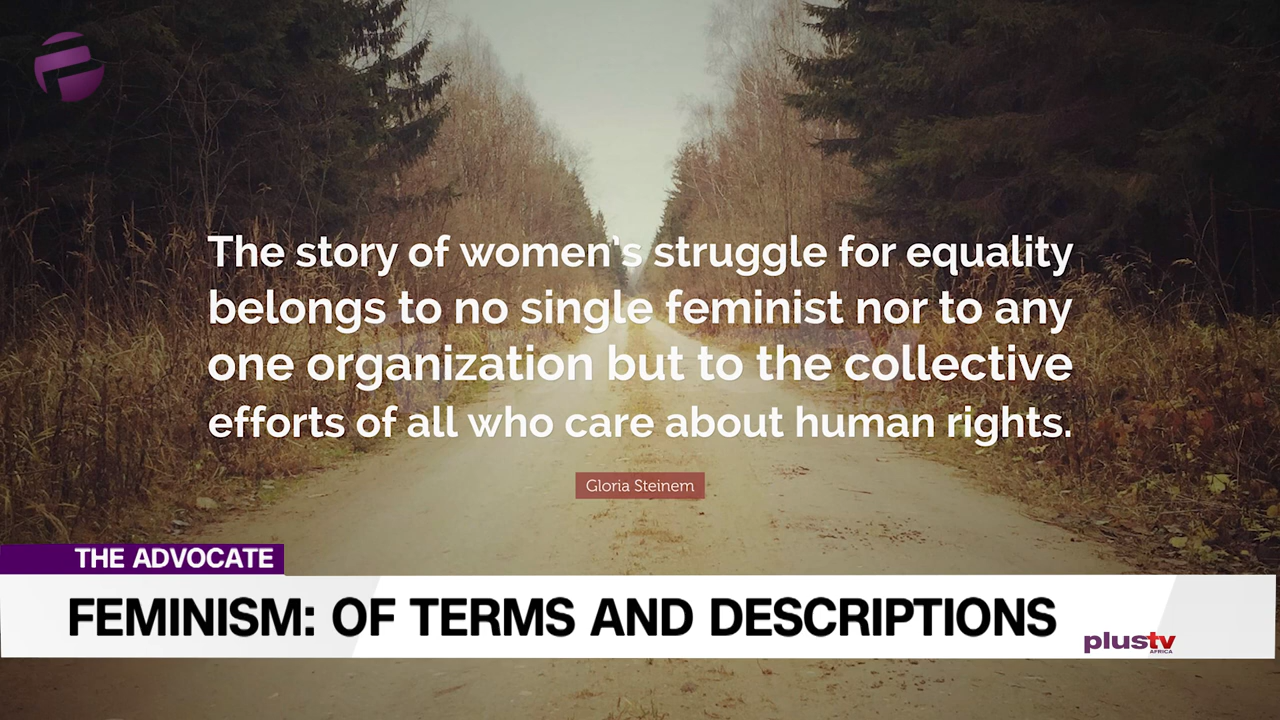 The story of women's struggle for equality
belongs to no single feminist nor to any
one organization but to the collective
efforts of all who care about human rights.
Gloria Steinem
THE ADVOCATE
FEMINISM: OF TERMS AND DESCRIPTIONS
plustv
AFRICA